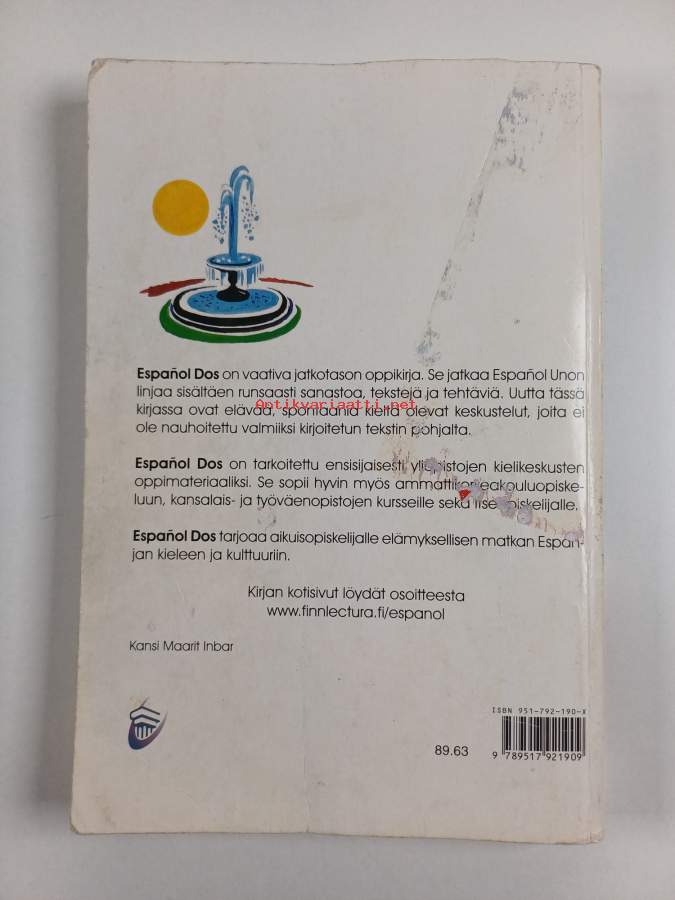 Español Dos on vaativa jatkotason oppikirja. Se jatkaa Español Unon
linjaa sisältäen runsaasti sanastoa, tekstejä ja tehtäviä. Uutta tässä
Antikvariaatti.net
kirjassa ovat elävää, spontaania kieltä olevat keskustelut, joita ei
ole nauhoitettu valmiiksi kirjoitetun tekstin pohjalta.
Español Dos on tarkoitettu ensisijaisesti yliopistojen kielikeskusten
oppimateriaaliksi. Se sopii hyvin myös ammattikorkeakouluopiske-
luun, kansalais- ja työväenopistojen kursseille sekä itseopiskelijalle.
Español Dos tarjoaa aikuisopiskelijalle elämyksellisen matkan Espan-
jan kieleen ja kulttuuriin.
Kirjan kotisivut löydät osoitteesta
www.finnlectura.fi/espanol
Kansi Maarit Inbar
ISBN 951-792-190-X
89.63
9 789517 921909